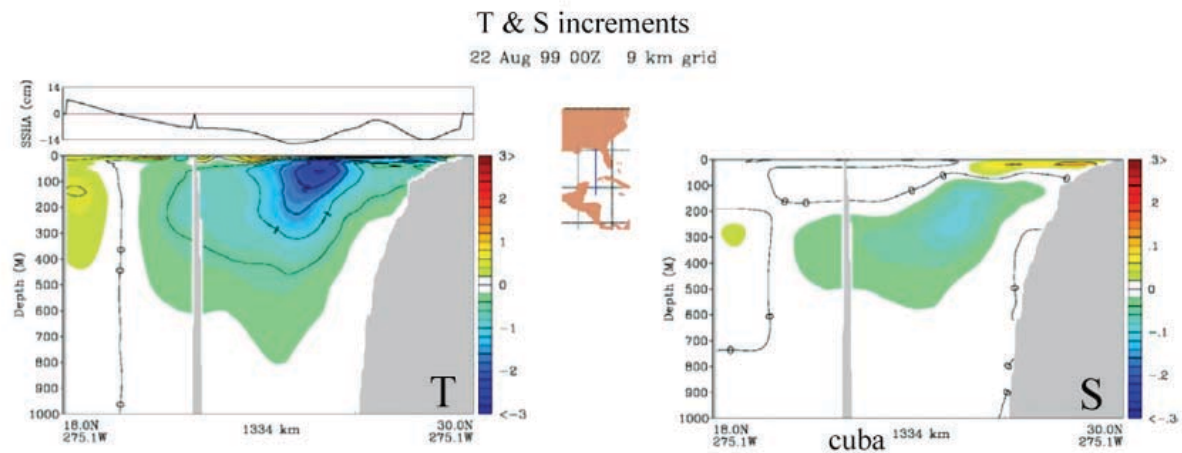 T & S increments
22 Aug 99 00Z 9 km grid
SSHA (cm)
14
0
-14
Depth (M)
0
100
200
300
400
500
600
700
800
900
1000
T
3>
2
1
0
-1
-2
<-3
18.0N
275.1W
1334 km
30.0N
275.1W
Depth (M)
0
100
200
300
400
500
600
700
800
900
1000
S
3>
.2
.1
0
-.1
.2
<-.3
18.0N
275.1W
cuba
1334 km
30.0N
275.1W